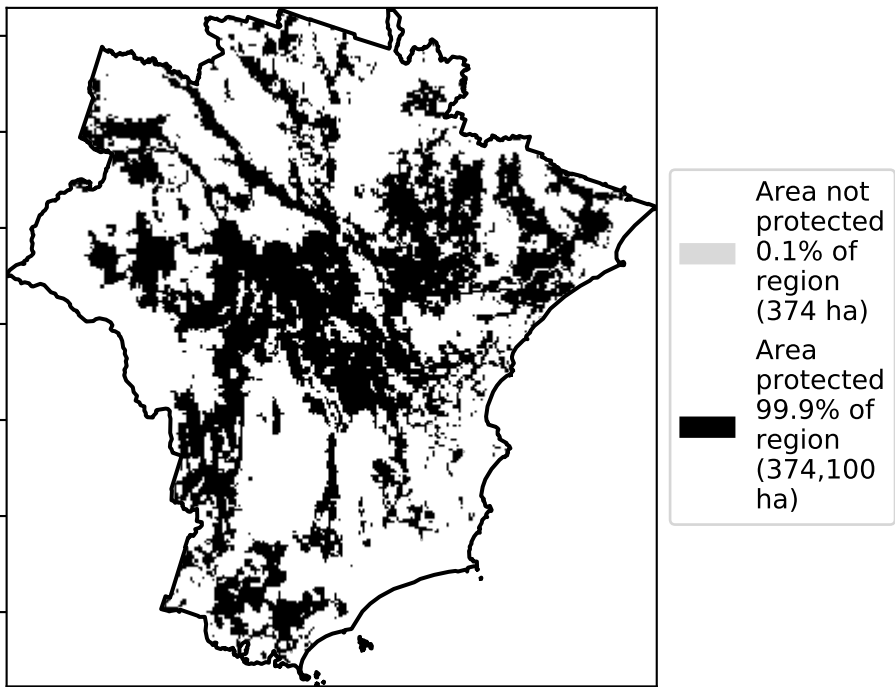 Area not
protected
0.1% of
region
(374 ha)
Area
protected
99.9% of
region
(374,100
ha)